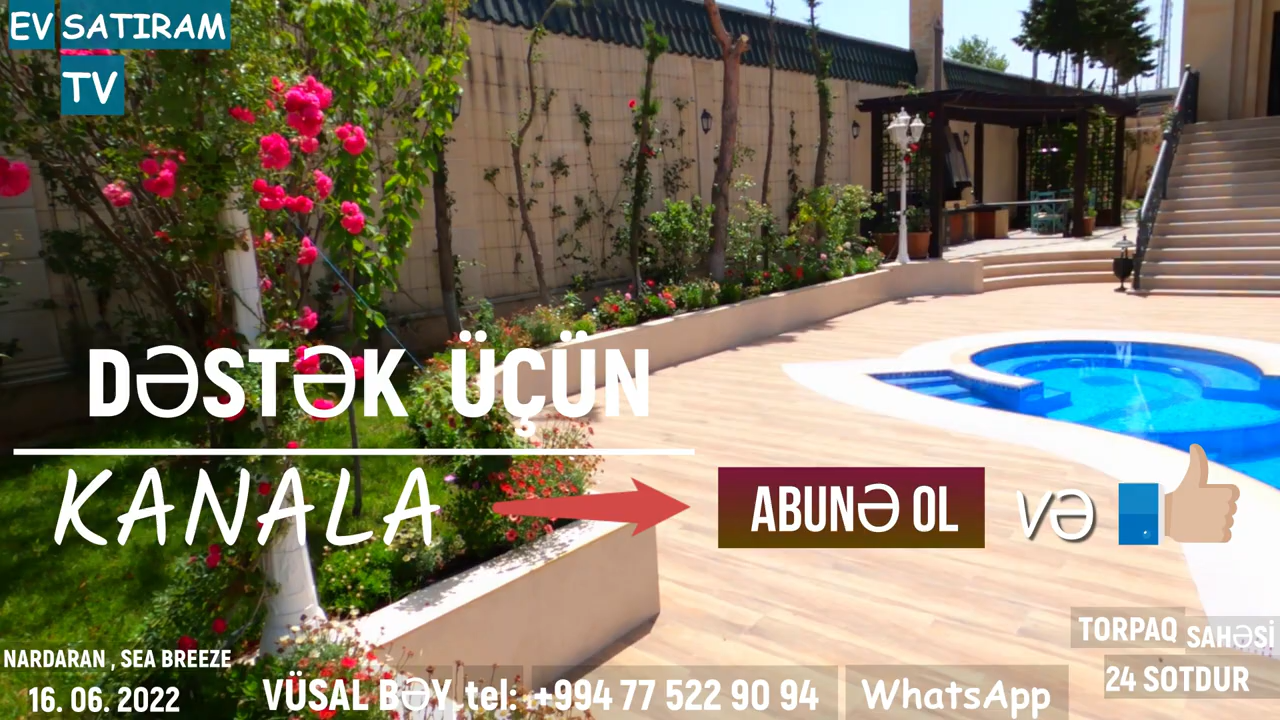 EV SATIRAM
TV
DƏSTƏK ÜÇÜN
KANALA
ABUNƏ OL
VƏ
TORPAQ SAHƏSİ
24 SOTDUR
NARDARAN , SEA BREEZE
16. 06. 2022
VÜSAL BƏY, tel: +994 77 522 90 94 WhatsApp